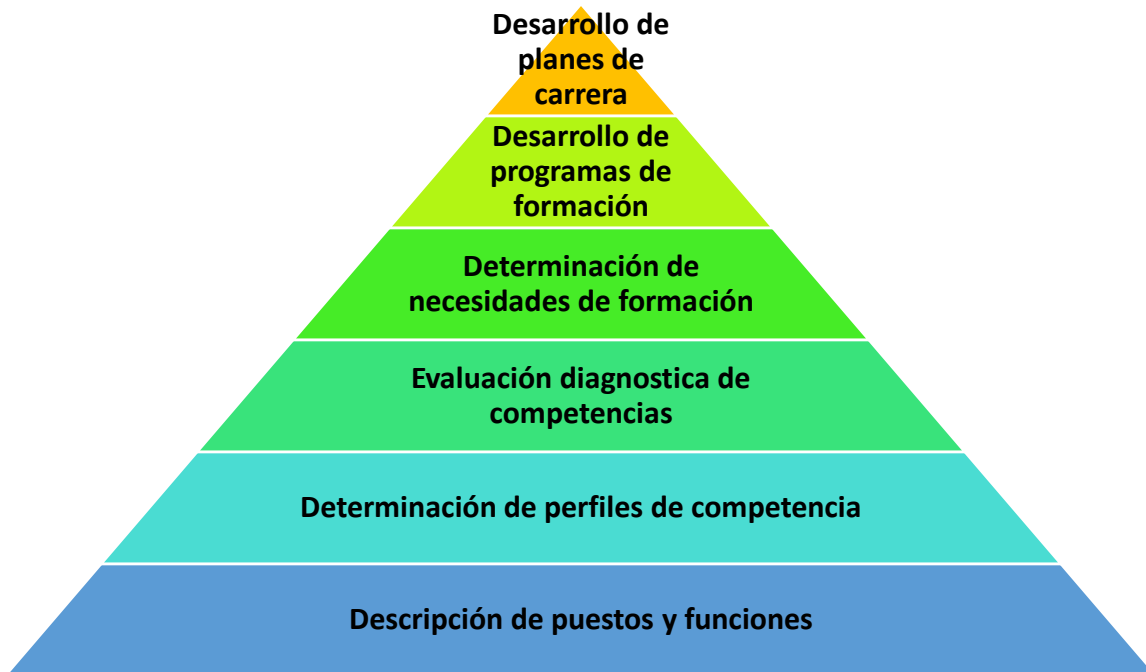 Desarrollo de
planes de
carrera
Desarrollo de
programas de
formación
Determinación de
necesidades de formación
Evaluación diagnostica de
competencias
Determinación de perfiles de competencia
Descripción de puestos y funciones